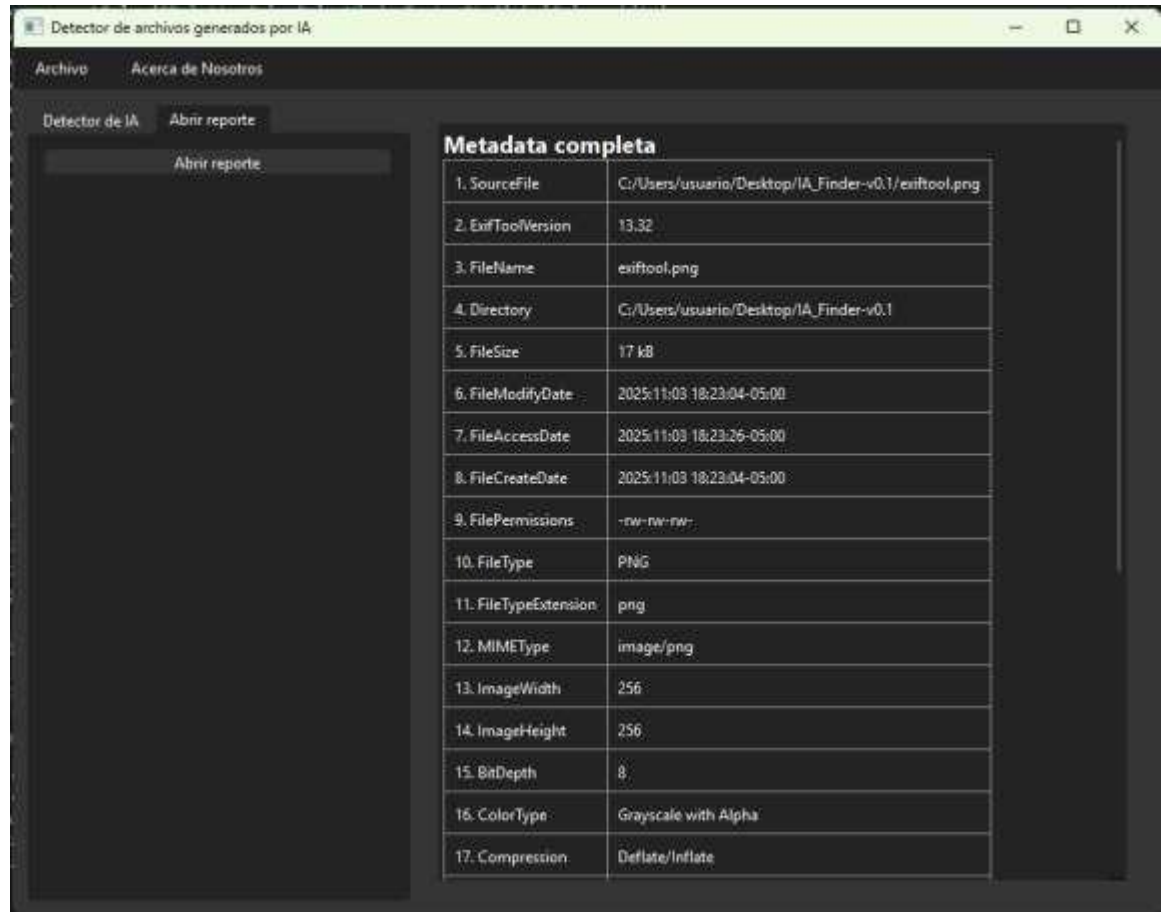 Detector de archivos generados por IA
Archivo Acerca de Nosotros
Detector de IA Abrir reporte
Abrir reporte
Metadata completa
1. SourceFile C:/Users/usuario/Desktop/IA_Finder-v0.1/exiftool.png
2. ExifToolVersion 13.32
3. FileName exiftool.png
4. Directory C:/Users/usuario/Desktop/IA_Finder-v0.1
5. FileSize 17 kB
6. FileModifyDate 2025:11:03 18:23:04-05:00
7. FileAccessDate 2025:11:03 18:23:26-05:00
8. FileCreateDate 2025:11:03 18:23:04-05:00
9. FilePermissions -rw-rw-rw-
10. FileType PNG
11. FileTypeExtension png
12. MIMEType image/png
13. ImageWidth 256
14. ImageHeight 256
15. BitDepth 8
16. ColorType Grayscale with Alpha
17. Compression Deflate/Inflate